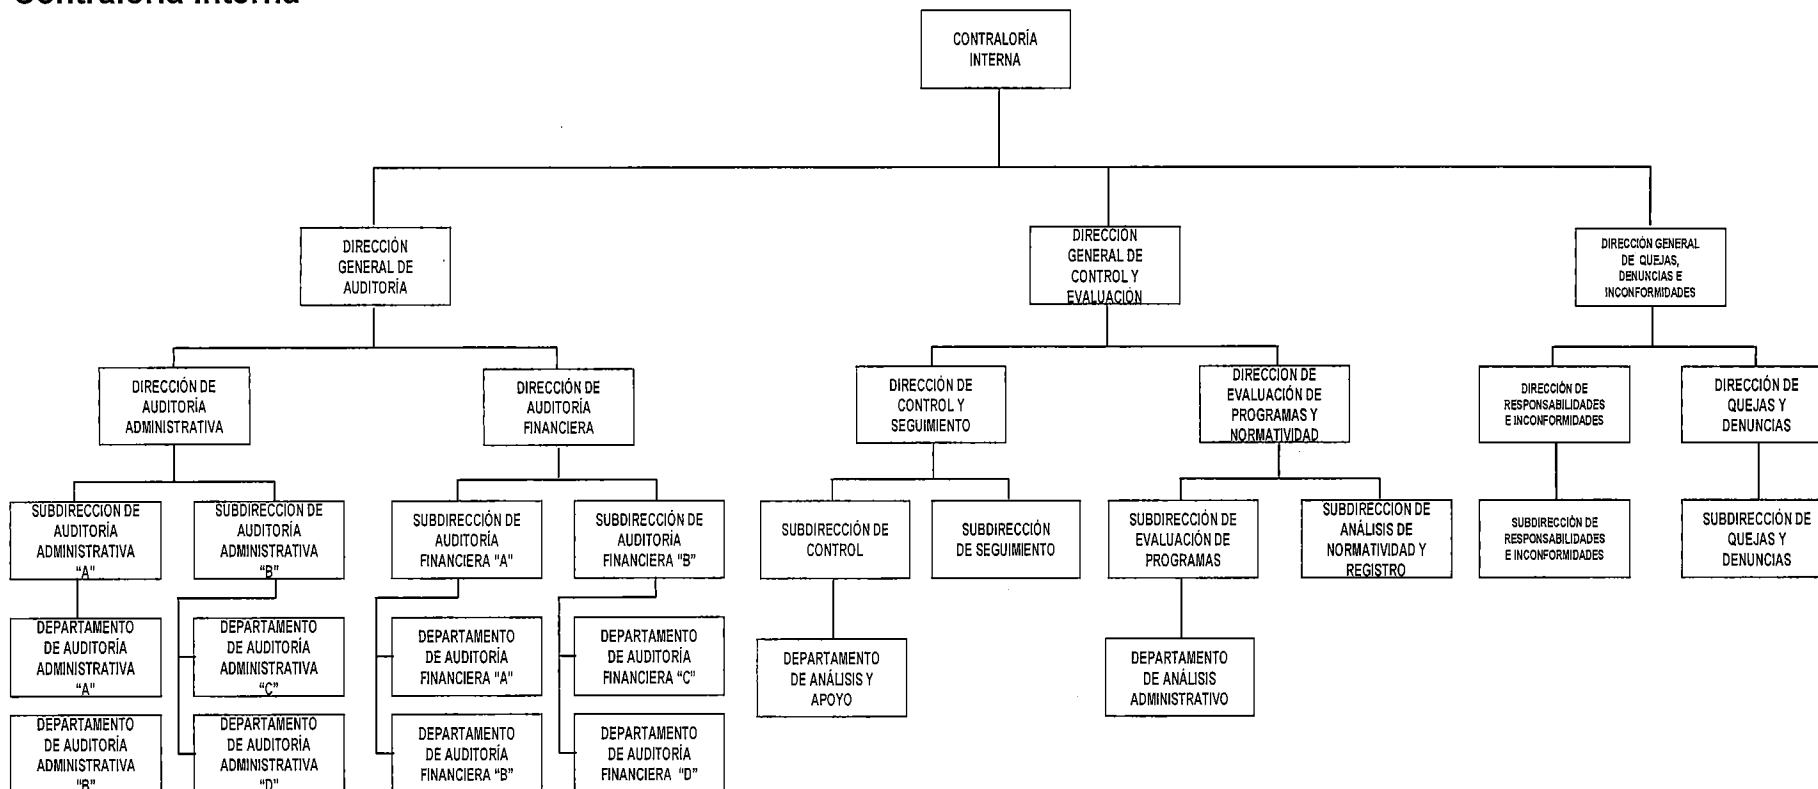 Contraloría Interna
CONTRALORÍA
INTERNA
DIRECCIÓN
GENERAL DE
AUDITORÍA
DIRECCIÓN
GENERAL DE
CONTROL Y
EVALUACIÓN
DIRECCIÓN GENERAL
DE QUEJAS,
DENUNCIAS E
INCONFORMIDADES
DIRECCIÓN DE
AUDITORÍA
ADMINISTRATIVA
DIRECCIÓN DE
AUDITORÍA
FINANCIERA
DIRECCIÓN DE
CONTROL Y
SEGUIMIENTO
DIRECCION DE
EVALUACIÓN DE
PROGRAMAS Y
NORMATIVIDAD
DIRECCIÓN DE
RESPONSABILIDADES
E INCONFORMIDADES
DIRECCIÓN DE
QUEJAS Y
DENUNCIAS
SUBDIRECCION DE
AUDITORÍA
ADMINISTRATIVA
"A"
SUBDIRECCION DE
AUDITORÍA
ADMINISTRATIVA
"B"
SUBDIRECCIÓN DE
AUDITORÍA
FINANCIERA "A"
SUBDIRECCIÓN DE
AUDITORÍA
FINANCIERA "B"
SUBDIRECCIÓN DE
CONTROL
SUBDIRECCIÓN
DE SEGUIMIENTO
SUBDIRECCIÓN DE
EVALUACIÓN DE
PROGRAMAS
SUBDIRECCION DE
ANÁLISIS DE
NORMATIVIDAD Y
REGISTRO
SUBDIRECCIÓN DE
RESPONSABILIDADES
E INCONFORMIDADES
SUBDIRECCIÓN DE
QUEJAS Y
DENUNCIAS
DEPARTAMENTO
DE AUDITORÍA
ADMINISTRATIVA
"A"
DEPARTAMENTO
DE AUDITORÍA
ADMINISTRATIVA
"C"
DEPARTAMENTO
DE AUDITORÍA
FINANCIERA "A"
DEPARTAMENTO
DE AUDITORÍA
FINANCIERA "C"
DEPARTAMENTO
DE ANÁLISIS Y
APOYO
DEPARTAMENTO
DE ANÁLISIS
ADMINISTRATIVO
DEPARTAMENTO
DE AUDITORÍA
ADMINISTRATIVA
"B"
DEPARTAMENTO
DE AUDITORÍA
ADMINISTRATIVA
"D"
DEPARTAMENTO
DE AUDITORÍA
FINANCIERA "B"
DEPARTAMENTO
DE AUDITORÍA
FINANCIERA "D"